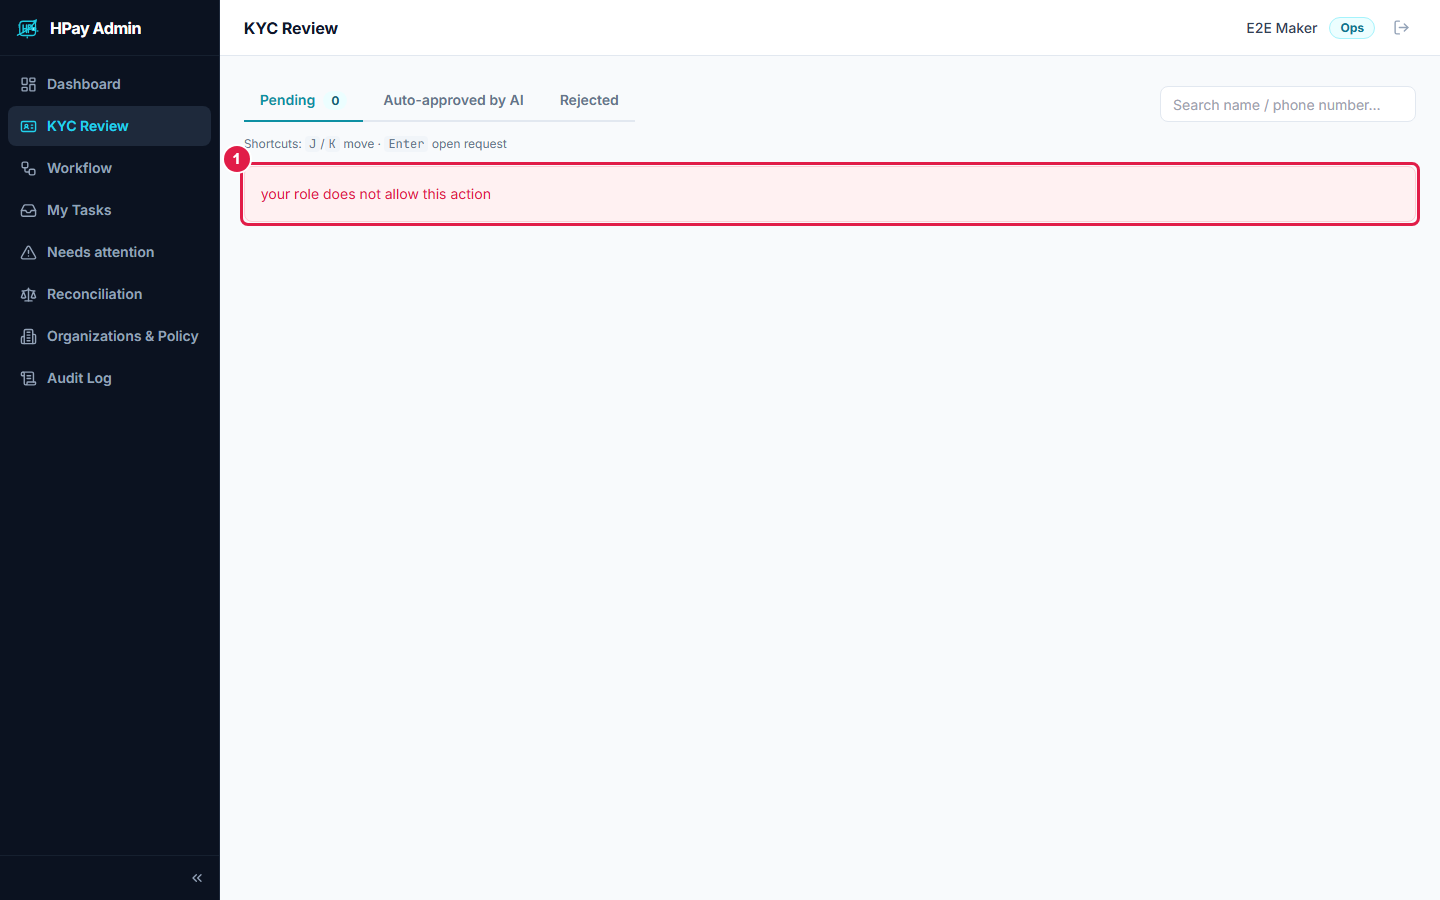 HPay Admin
KYC Review
E2E Maker
Ops
Dashboard
KYC Review
Workflow
My Tasks
Needs attention
Reconciliation
Organizations & Policy
Audit Log
Pending 0
Auto-approved by AI
Rejected
Search name / phone number...
Shortcuts: J / K move · Enter open request
1
your role does not allow this action